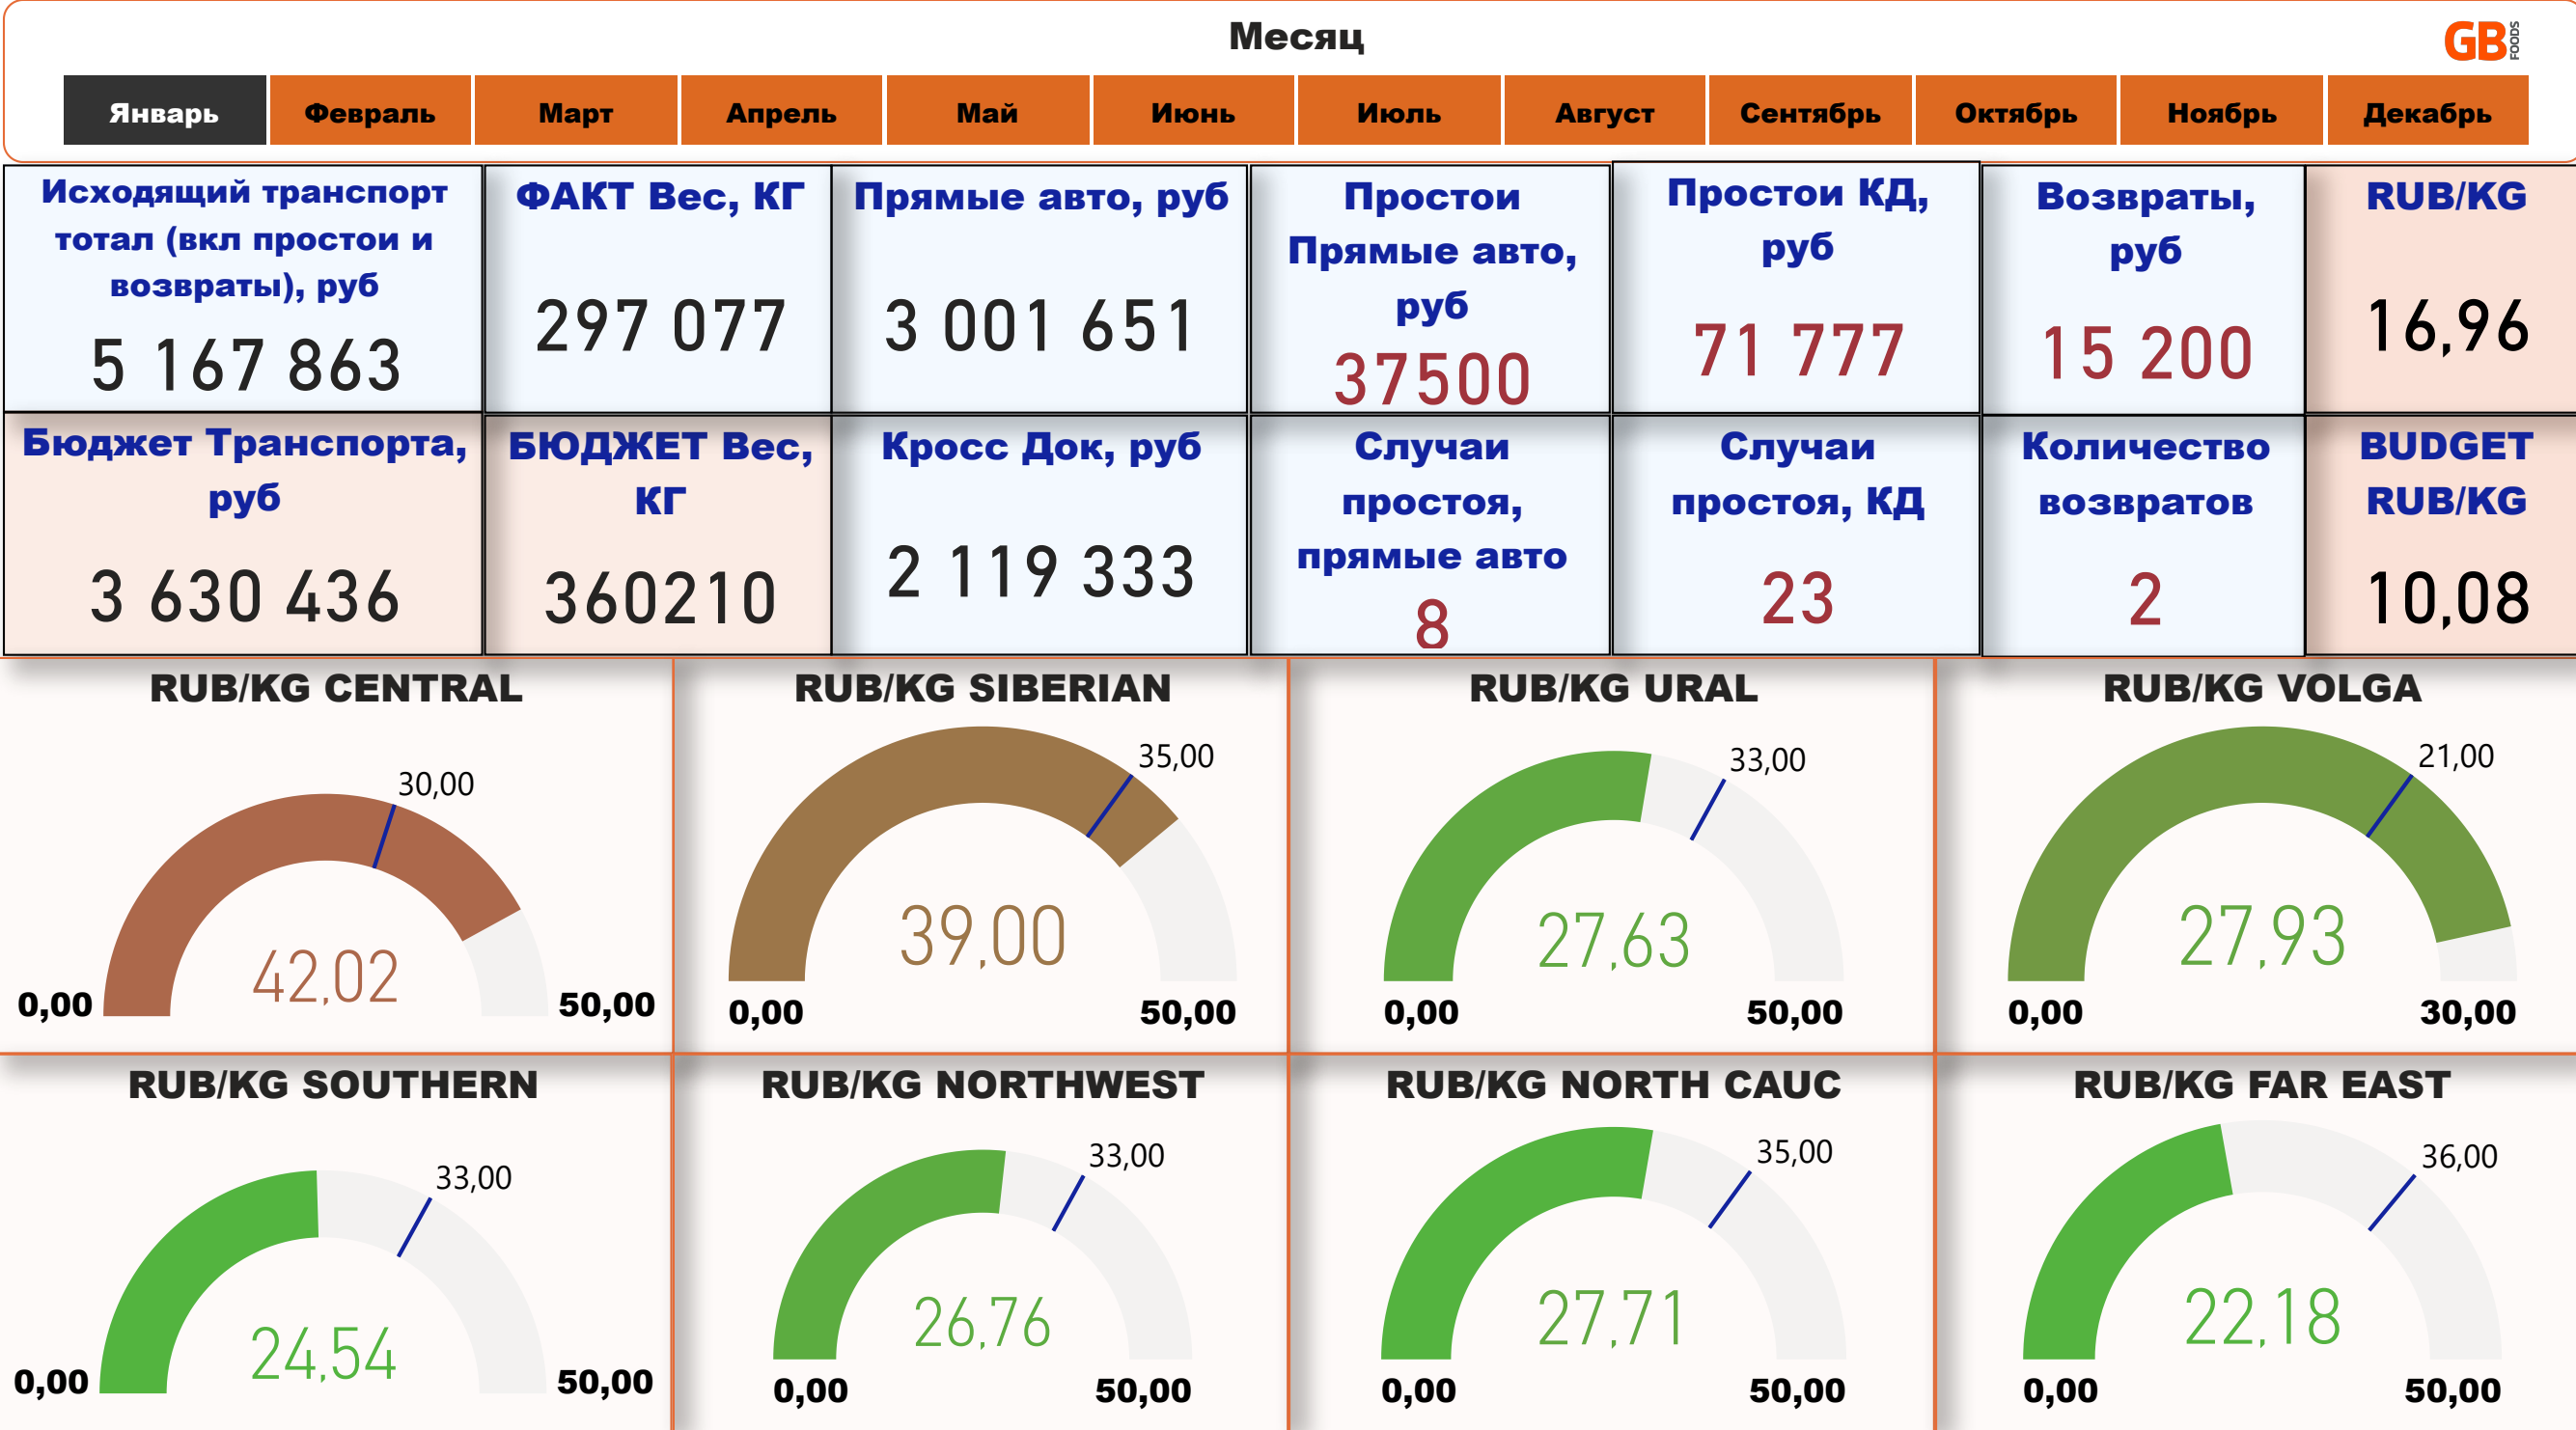 Месяц
GB FOODS
Январь Февраль Март Апрель Май Июнь Июль Август Сентябрь Октябрь Ноябрь Декабрь
Исходящий транспорт
тотал (вкл простои и
возвраты), руб
5 167 863
ФАКТ Вес, КГ
297 077
Прямые авто, руб
3 001 651
Простои
Прямые авто,
руб
37500
Простои КД,
руб
71 777
Возвраты,
руб
15 200
RUB/KG
16,96
Бюджет Транспорта,
руб
3 630 436
БЮДЖЕТ Вес,
КГ
360210
Кросс Док, руб
2 119 333
Случаи
простоя,
прямые авто
8
Случаи
простоя, КД
23
Количество
возвратов
2
BUDGET
RUB/KG
10,08
RUB/KG CENTRAL
30,00
42,02
0,00 50,00
RUB/KG SIBERIAN
35,00
39,00
0,00 50,00
RUB/KG URAL
33,00
27,63
0,00 50,00
RUB/KG VOLGA
21,00
27,93
0,00 30,00
RUB/KG SOUTHERN
33,00
24,54
0,00 50,00
RUB/KG NORTHWEST
33,00
26,76
0,00 50,00
RUB/KG NORTH CAUC
35,00
27,71
0,00 50,00
RUB/KG FAR EAST
36,00
22,18
0,00 50,00